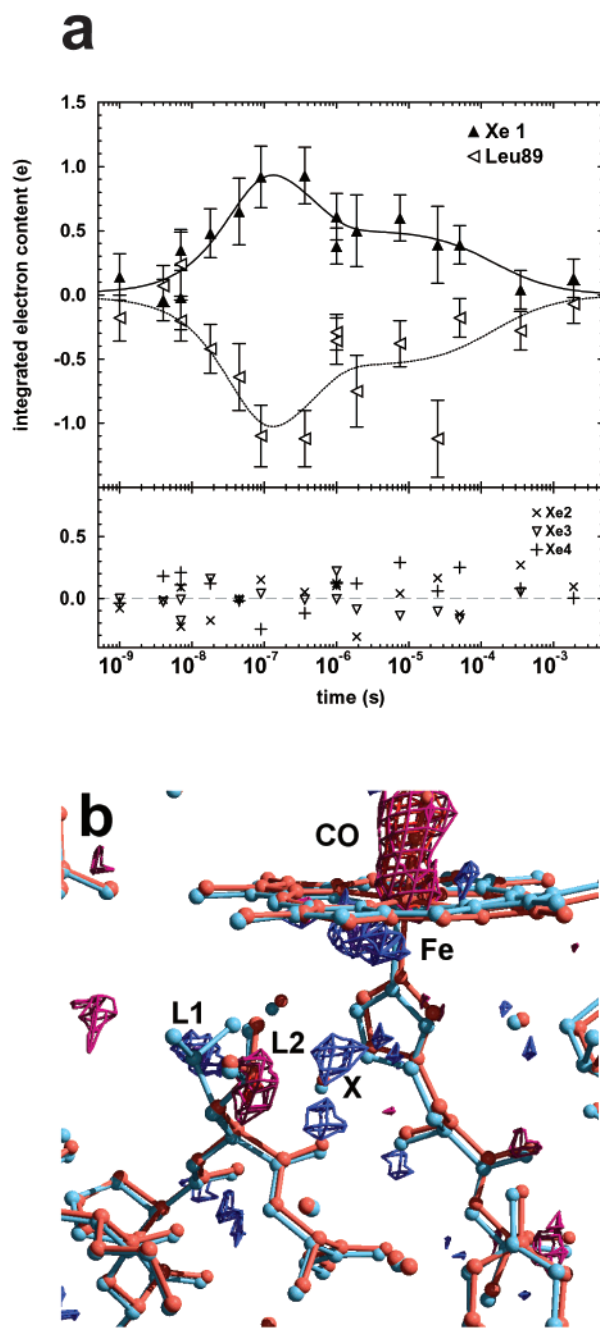 a
integrated electron content (e)
1.5
1.0
0.5
0.0
-0.5
-1.0
▲ Xe 1
◁ Leu89
0.5
0.0
× Xe2
▽ Xe3
+ Xe4
10⁻⁹ 10⁻⁸ 10⁻⁷ 10⁻⁶ 10⁻⁵ 10⁻⁴ 10⁻³
time (s)
b
CO
Fe
L1
L2
X